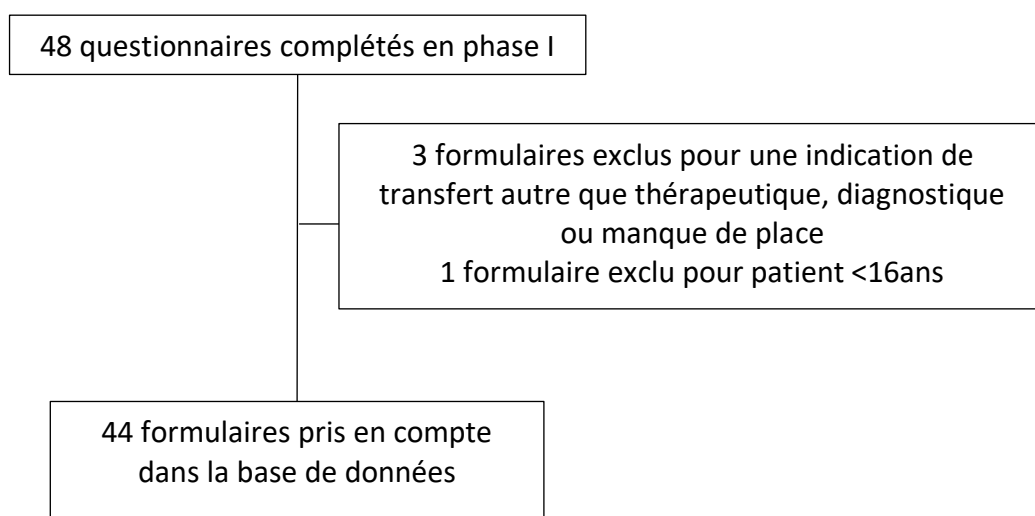 48 questionnaires complétés en phase I
3 formulaires exclus pour une indication de
transfert autre que thérapeutique, diagnostique
ou manque de place
1 formulaire exclu pour patient <16ans
44 formulaires pris en compte
dans la base de données